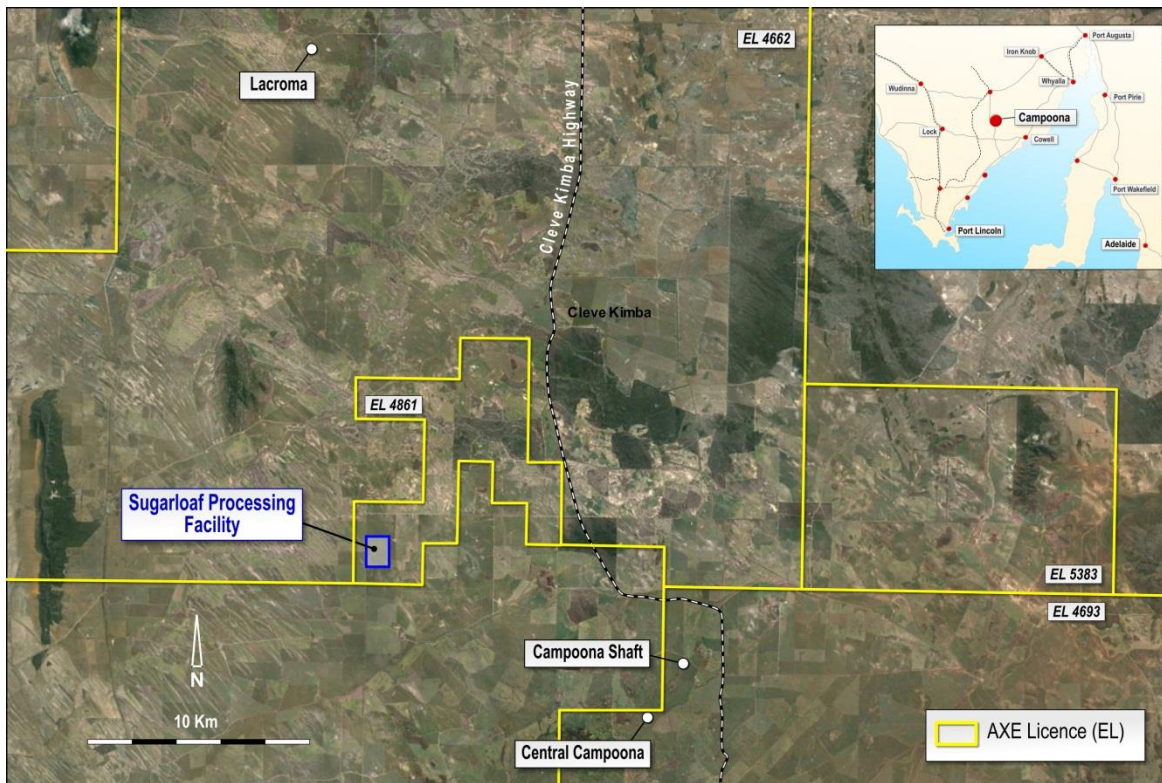 Lacroma
EL 4662
Cleve Kimba Highway
Cleve Kimba
EL 4861
Sugarloaf Processing
Facility
EL 5383
EL 4693
Campoona Shaft
Central Campoona
N
10 Km
AXE Licence (EL)
Port Augusta
Iron Knob
Whyalla
Wudinna
Port Pirie
Campoona
Lock
Cowell
Port Wakefield
Port Lincoln
Adelaide